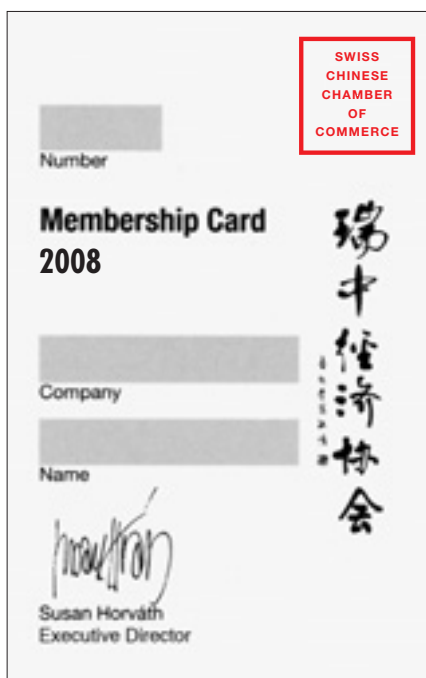 SWISS
CHINESE
CHAMBER
OF
COMMERCE
Number
Membership Card
2008
瑞中經济协会
Company
Name
Susan Horváth
Executive Director